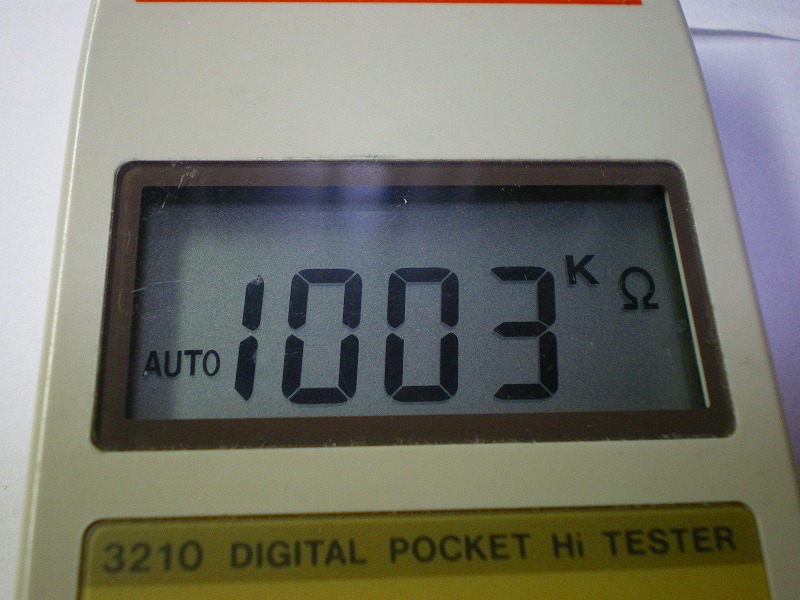 AUTO 1003 K Ω
3210 DIGITAL POCKET Hi TESTER